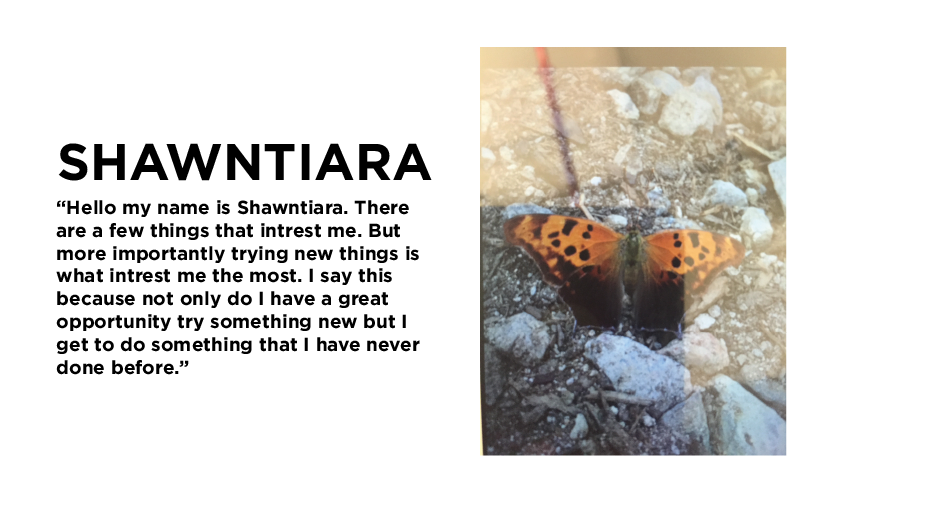 SHAWNTIARA
“Hello my name is Shawntiara. There
are a few things that intrest me. But
more importantly trying new things is
what intrest me the most. I say this
because not only do I have a great
opportunity try something new but I
get to do something that I have never
done before.”